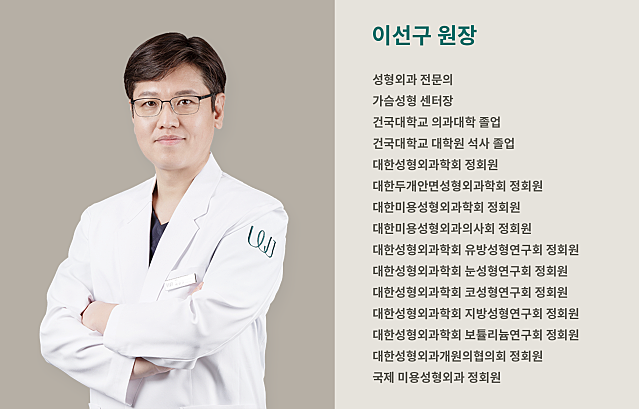 이선구 원장
성형외과 전문의
가슴성형 센터장
건국대학교 의과대학 졸업
건국대학교 대학원 석사 졸업
대한성형외과학회 정회원
대한두개안면성형외과학회 정회원
대한미용성형외과학회 정회원
대한미용성형외과의사회 정회원
대한성형외과학회 유방성형연구회 정회원
대한성형외과학회 눈성형연구회 정회원
대한성형외과학회 코성형연구회 정회원
대한성형외과학회 지방성형연구회 정회원
대한성형외과학회 보튤리늄연구회 정회원
대한성형외과개원의협의회 정회원
국제 미용성형외과 정회원